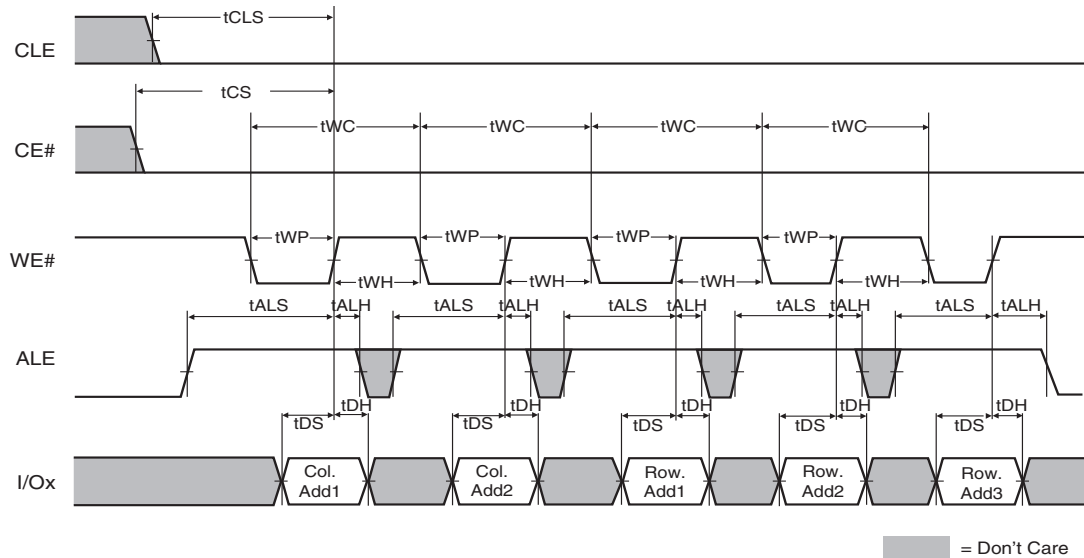 CLE
tCLS
tCS
CE#
tWC tWC tWC tWC
WE#
tWP tWP tWP tWP
tWH tWH tWH tWH
tALS tALH tALS tALH tALS tALH tALS tALH tALS tALH
ALE
tDS tDH tDS tDH tDS tDH tDS tDH tDS tDH
I/Ox
Col.
Add1
Col.
Add2
Row.
Add1
Row.
Add2
Row.
Add3
= Don't Care